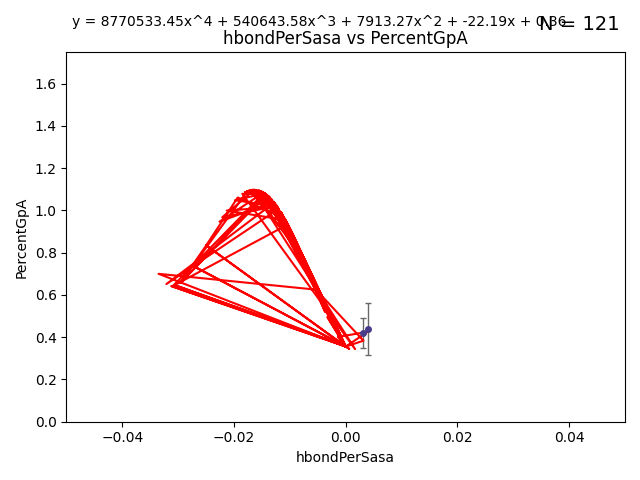 y = 8770533.45x^4 + 540643.58x^3 + 7913.27x^2 + -22.19x + 0.36
N = 121
hbondPerSasa vs PercentGpA
PercentGpA
1.6
1.4
1.2
1.0
0.8
0.6
0.4
0.2
0.0
−0.04 −0.02 0.00 0.02 0.04
hbondPerSasa